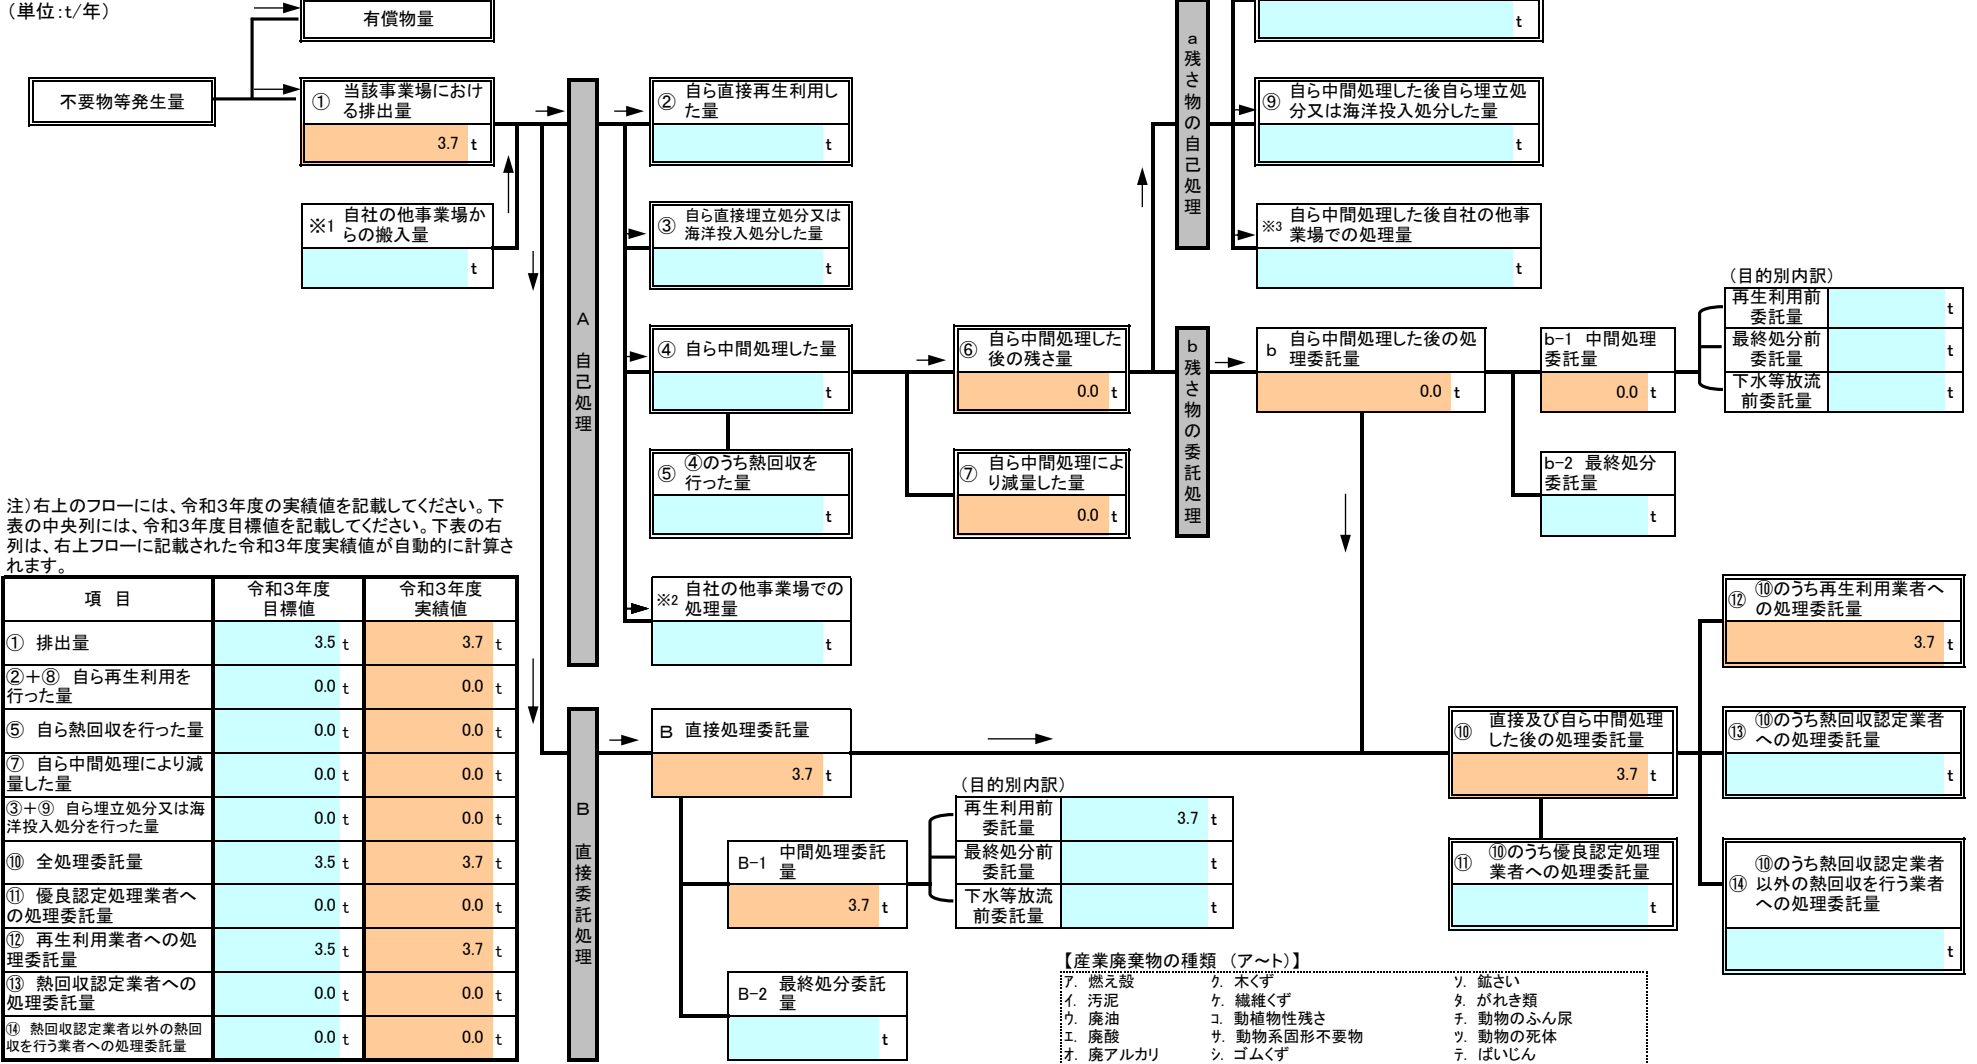 (単位:t/年)
有償物量
不要物等発生量
① 当該事業場におけ
る排出量
3.7 t
※1 自社の他事業場か
らの搬入量
t
A 自己処理
② 自ら直接再生利用し
た量
t
③ 自ら直接埋立処分又は
海洋投入処分した量
t
④ 自ら中間処理した量
t
⑤ ④のうち熱回収を
行った量
t
※2 自社の他事業場での
処理量
t
⑥ 自ら中間処理した
後の残さ量
0.0 t
⑦ 自ら中間処理によ
り減量した量
0.0 t
a 残さ物の自己処理
t
⑨ 自ら中間処理した後自ら埋立処
分又は海洋投入処分した量
t
※3 自ら中間処理した後自社の他事
業場での処理量
t
b 残さ物の委託処理
b 自ら中間処理した後の処
理委託量
0.0 t
b-1 中間処理
委託量
0.0 t
(目的別内訳)
再生利用前
委託量
t
最終処分前
委託量
t
下水等放流
前委託量
t
b-2 最終処分
委託量
t
注)右上のフローには、令和3年度の実績値を記載してください。下
表の中央列には、令和3年度目標値を記載してください。下表の右
列は、右上フローに記載された令和3年度実績値が自動的に計算さ
れます。
項 目 令和3年度 目標値 令和3年度 実績値
① 排出量 3.5 t 3.7 t
②+⑧ 自ら再生利用を
行った量 0.0 t 0.0 t
⑤ 自ら熱回収を行った量 0.0 t 0.0 t
⑦ 自ら中間処理により減
量した量 0.0 t 0.0 t
③+⑨ 自ら埋立処分又は海
洋投入処分を行った量 0.0 t 0.0 t
⑩ 全処理委託量 3.5 t 3.7 t
⑪ 優良認定処理業者へ
の処理委託量 0.0 t 0.0 t
⑫ 再生利用業者への処
理委託量 3.5 t 3.7 t
⑬ 熱回収認定業者への
処理委託量 0.0 t 0.0 t
⑭ 熱回収認定業者以外の熱回
収を行う業者への処理委託量 0.0 t 0.0 t
B 直接委託処理
B 直接処理委託量
3.7 t
B-1 中間処理委託
量
3.7 t
(目的別内訳)
再生利用前
委託量
3.7 t
最終処分前
委託量
t
下水等放流
前委託量
t
B-2 最終処分委託
量
t
⑩ 直接及び自ら中間処理
した後の処理委託量
3.7 t
⑪ ⑩のうち優良認定処理
業者への処理委託量
t
⑫ ⑩のうち再生利用業者へ
の処理委託量
3.7 t
⑬ ⑩のうち熱回収認定業者
への処理委託量
t
⑭ ⑩のうち熱回収認定業者
以外の熱回収を行う業者
への処理委託量
t
【産業廃棄物の種類 (ア~ト)】
ア. 燃え殻 ク. 木くず ソ. 鉱さい
イ. 汚泥 ケ. 繊維くず タ. がれき類
ウ. 廃油 コ. 動植物性残さ チ. 動物のふん尿
エ. 廃酸 サ. 動物系固形不要物 ツ. 動物の死体
オ. 廃アルカリ シ. ゴムくず テ. ばいじん